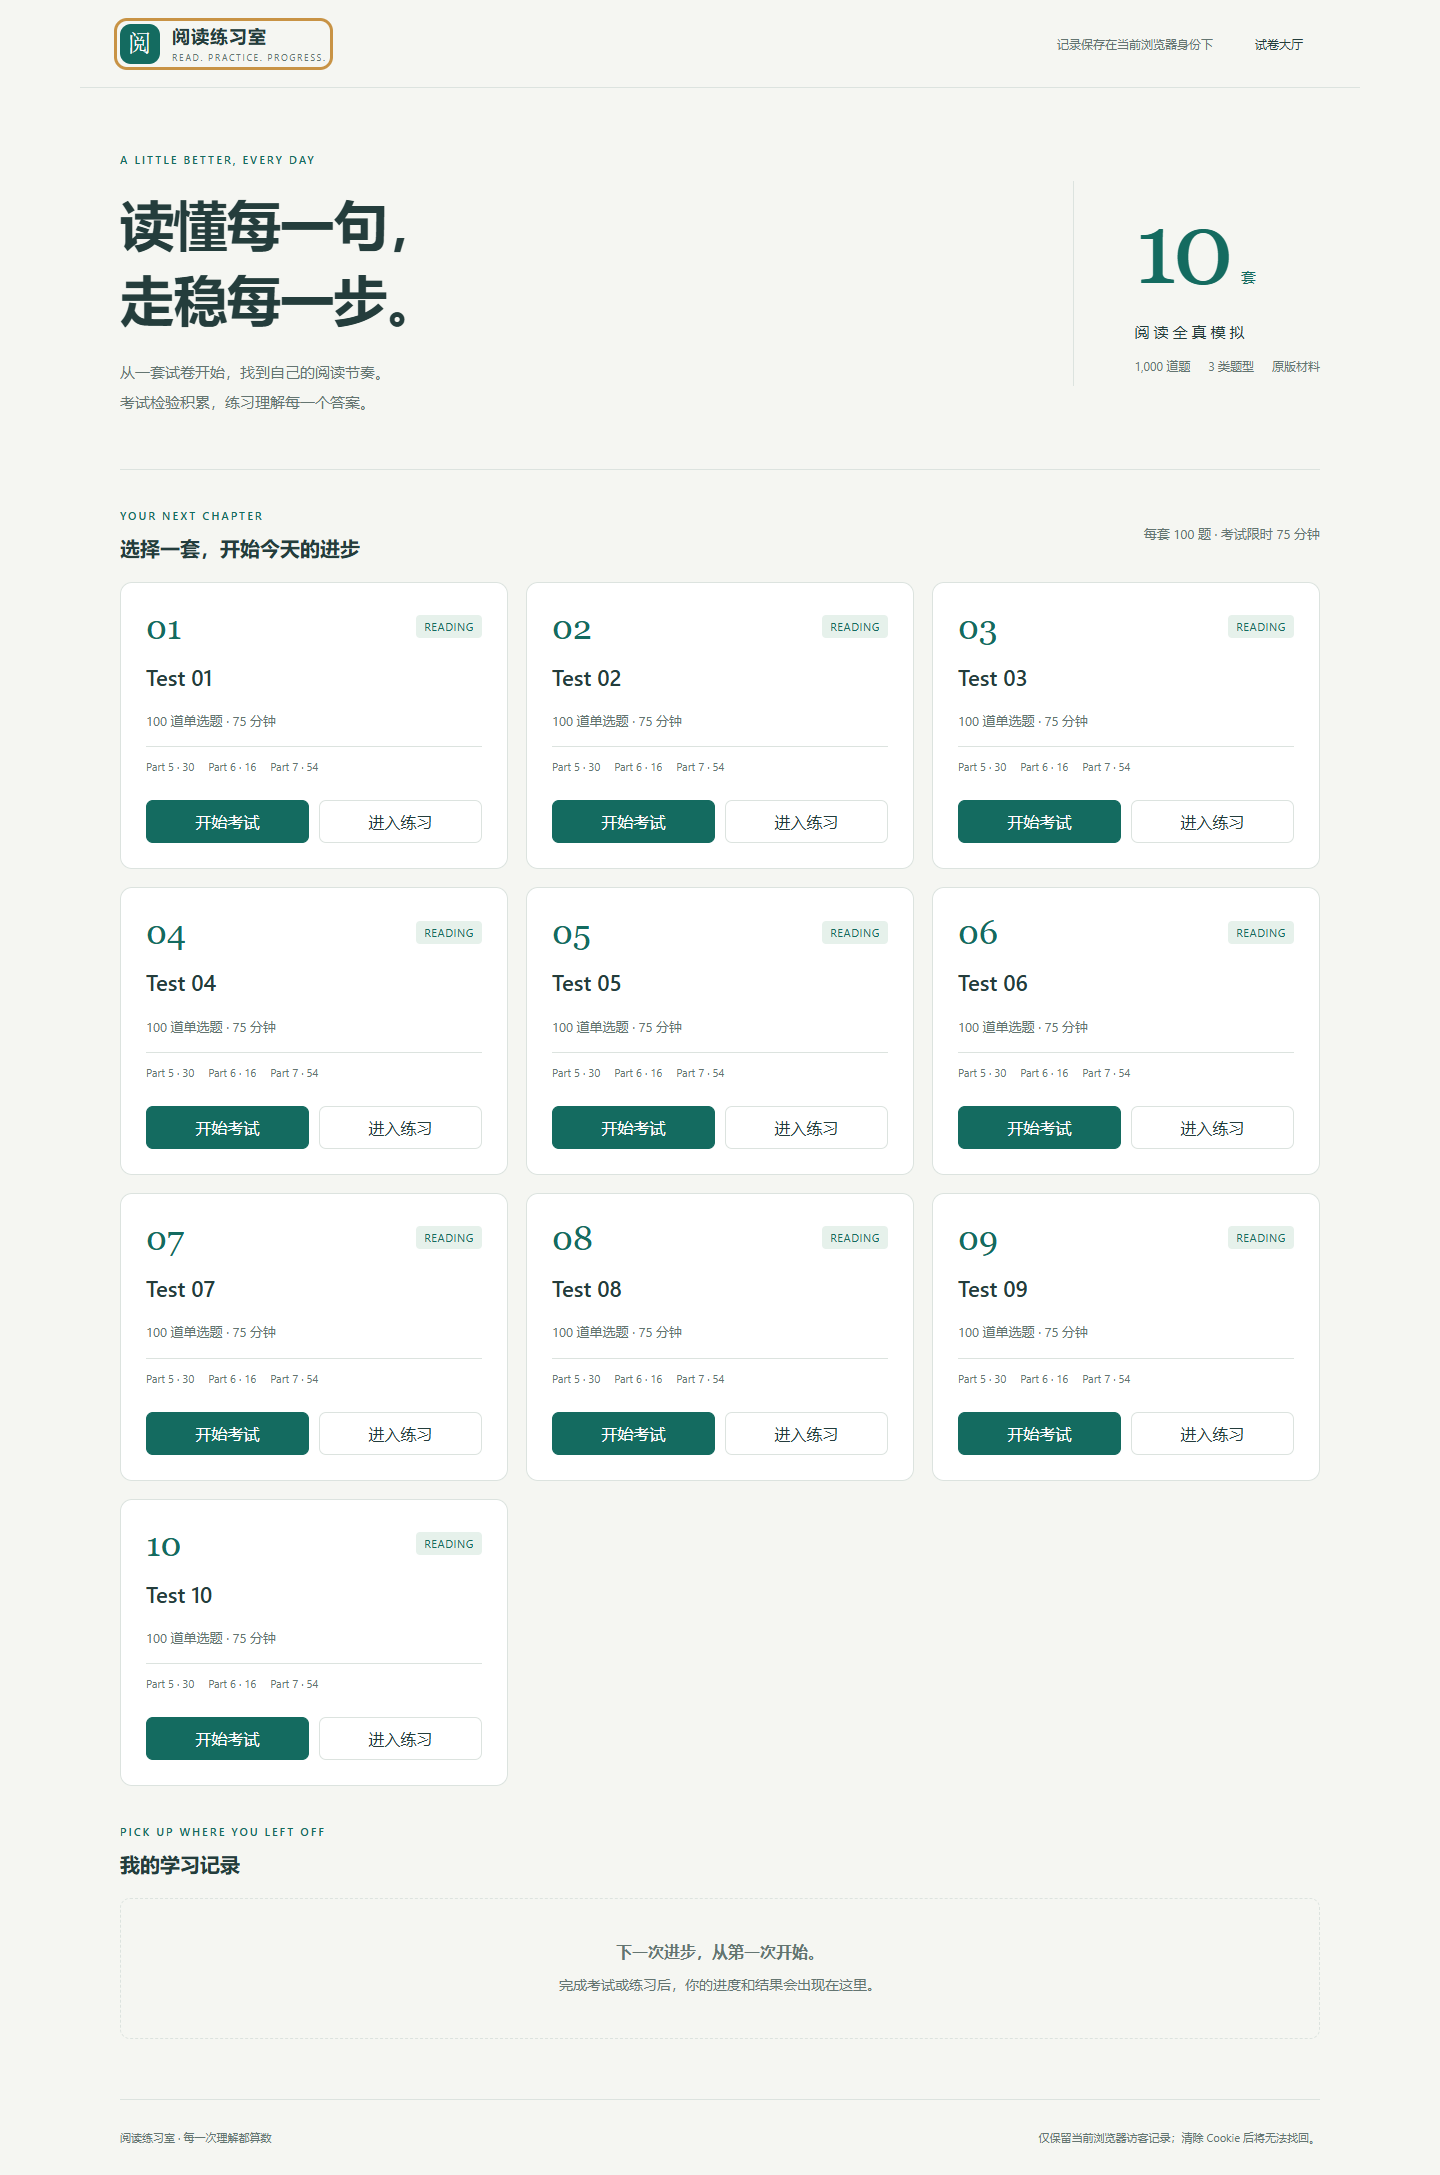 阅 阅读练习室
READ. PRACTICE. PROGRESS.
记录保存在当前浏览器身份下 试卷大厅
A LITTLE BETTER, EVERY DAY
读懂每一句，
走稳每一步。
从一套试卷开始，找到自己的阅读节奏。
考试检验积累，练习理解每一个答案。
10 套
阅读全真模拟
1,000 道题 3 类题型 原版材料
YOUR NEXT CHAPTER
选择一套，开始今天的进步
每套 100 题 · 考试限时 75 分钟
01 READING
Test 01
100 道单选题 · 75 分钟
Part 5 · 30 Part 6 · 16 Part 7 · 54
开始考试 进入练习
02 READING
Test 02
100 道单选题 · 75 分钟
Part 5 · 30 Part 6 · 16 Part 7 · 54
开始考试 进入练习
03 READING
Test 03
100 道单选题 · 75 分钟
Part 5 · 30 Part 6 · 16 Part 7 · 54
开始考试 进入练习
04 READING
Test 04
100 道单选题 · 75 分钟
Part 5 · 30 Part 6 · 16 Part 7 · 54
开始考试 进入练习
05 READING
Test 05
100 道单选题 · 75 分钟
Part 5 · 30 Part 6 · 16 Part 7 · 54
开始考试 进入练习
06 READING
Test 06
100 道单选题 · 75 分钟
Part 5 · 30 Part 6 · 16 Part 7 · 54
开始考试 进入练习
07 READING
Test 07
100 道单选题 · 75 分钟
Part 5 · 30 Part 6 · 16 Part 7 · 54
开始考试 进入练习
08 READING
Test 08
100 道单选题 · 75 分钟
Part 5 · 30 Part 6 · 16 Part 7 · 54
开始考试 进入练习
09 READING
Test 09
100 道单选题 · 75 分钟
Part 5 · 30 Part 6 · 16 Part 7 · 54
开始考试 进入练习
10 READING
Test 10
100 道单选题 · 75 分钟
Part 5 · 30 Part 6 · 16 Part 7 · 54
开始考试 进入练习
PICK UP WHERE YOU LEFT OFF
我的学习记录
下一次进步，从第一次开始。
完成考试或练习后，你的进度和结果会出现在这里。
阅读练习室 · 每一次理解都算数
仅保留当前浏览器访客记录；清除 Cookie 后将无法找回。